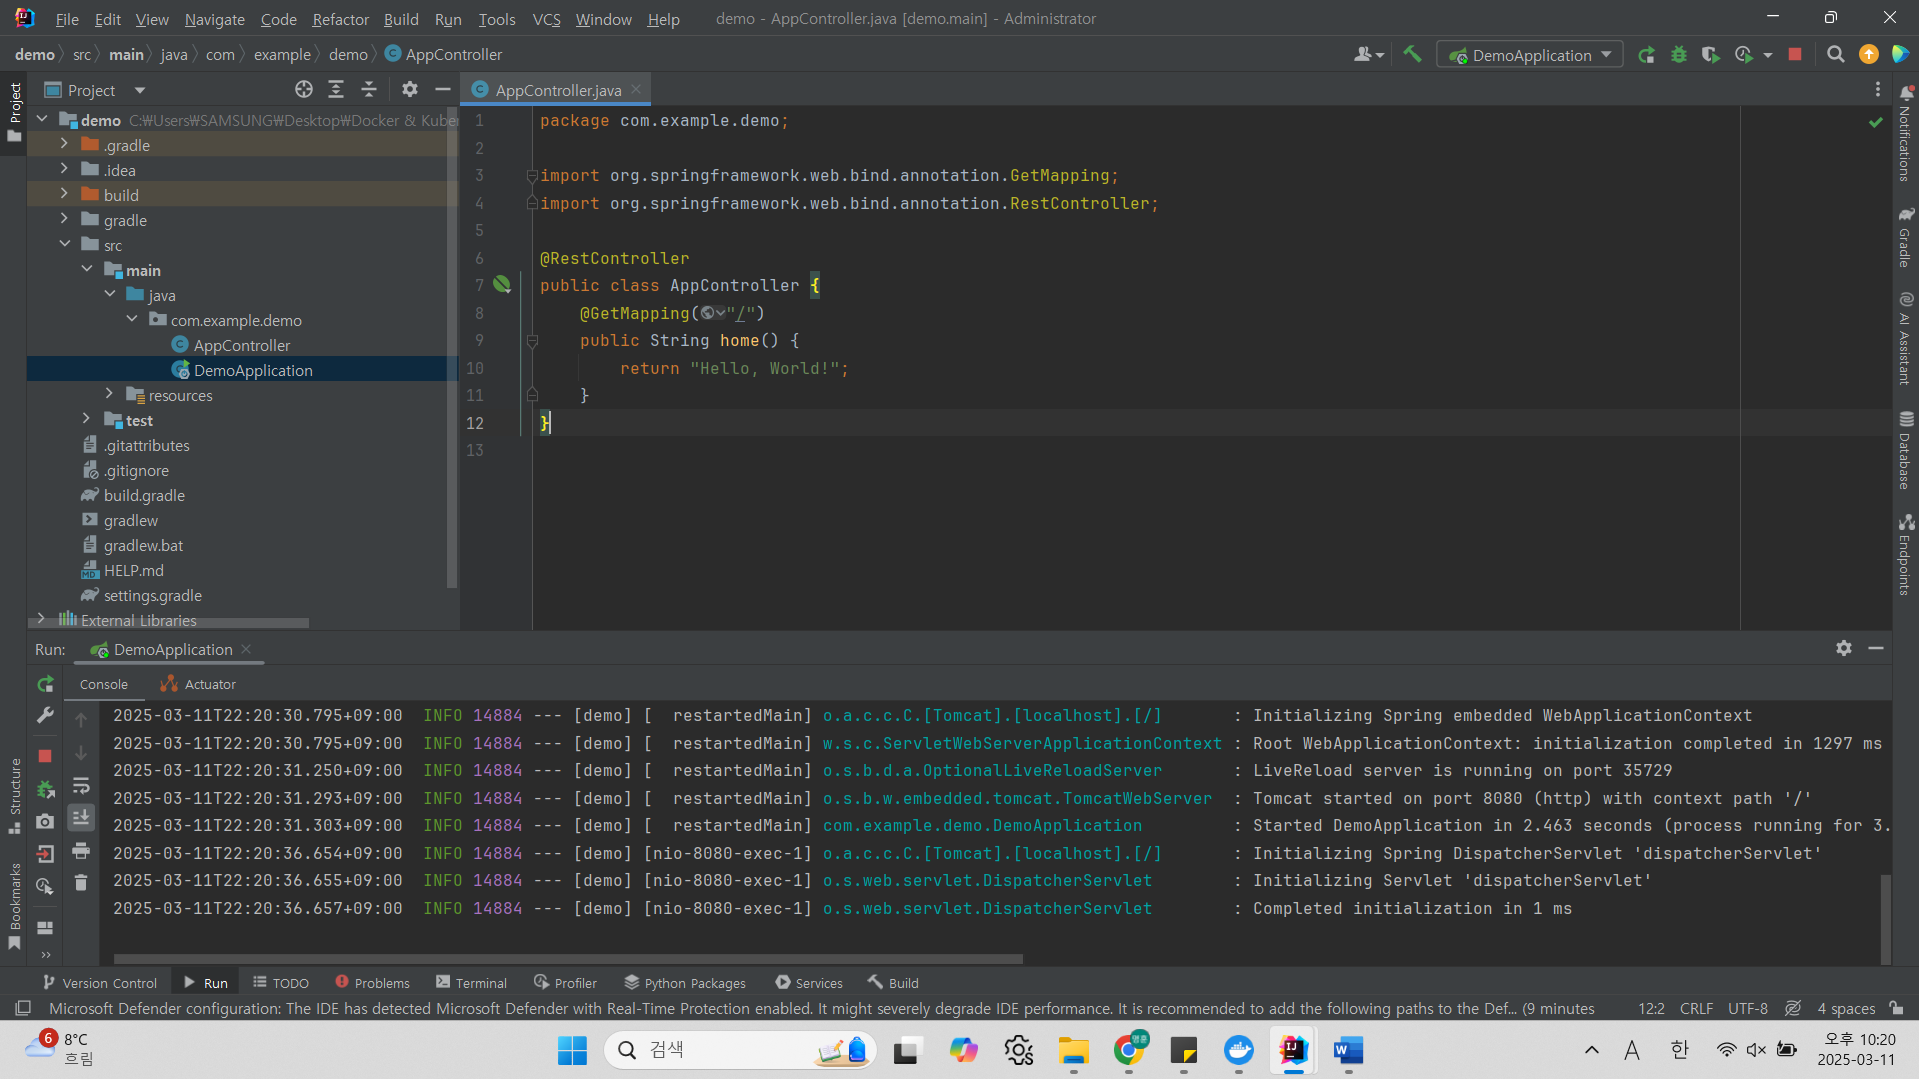 File Edit View Navigate Code Refactor Build Run Tools VCS Window Help demo - AppController.java [demo.main] - Administrator
demo src main java com example demo AppController DemoApplication
Project
AppController.java
demo C:\Users\SAMSUNG\Desktop\Docker & Kube
.gradle
.idea
build
gradle
src
main
java
com.example.demo
AppController
DemoApplication
resources
test
.gitattributes
.gitignore
build.gradle
gradlew
gradlew.bat
HELP.md
settings.gradle
External Libraries
1 package com.example.demo;
2
3 import org.springframework.web.bind.annotation.GetMapping;
4 import org.springframework.web.bind.annotation.RestController;
5
6 @RestController
7 public class AppController {
8 @GetMapping("/")
9 public String home() {
10 return "Hello, World!";
11 }
12 }
13
Project
Structure
Bookmarks
Notifications
Gradle
AI Assistant
Database
Endpoints
Run: DemoApplication
Console Actuator
2025-03-11T22:20:30.795+09:00 INFO 14884 --- [demo] [ restartedMain] o.a.c.c.C.[Tomcat].[localhost].[/] : Initializing Spring embedded WebApplicationContext
2025-03-11T22:20:30.795+09:00 INFO 14884 --- [demo] [ restartedMain] w.s.c.ServletWebServerApplicationContext : Root WebApplicationContext: initialization completed in 1297 ms
2025-03-11T22:20:31.250+09:00 INFO 14884 --- [demo] [ restartedMain] o.s.b.d.a.OptionalLiveReloadServer : LiveReload server is running on port 35729
2025-03-11T22:20:31.293+09:00 INFO 14884 --- [demo] [ restartedMain] o.s.b.w.embedded.tomcat.TomcatWebServer : Tomcat started on port 8080 (http) with context path '/'
2025-03-11T22:20:31.303+09:00 INFO 14884 --- [demo] [ restartedMain] com.example.demo.DemoApplication : Started DemoApplication in 2.463 seconds (process running for 3.
2025-03-11T22:20:36.654+09:00 INFO 14884 --- [demo] [nio-8080-exec-1] o.a.c.c.C.[Tomcat].[localhost].[/] : Initializing Spring DispatcherServlet 'dispatcherServlet'
2025-03-11T22:20:36.655+09:00 INFO 14884 --- [demo] [nio-8080-exec-1] o.s.web.servlet.DispatcherServlet : Initializing Servlet 'dispatcherServlet'
2025-03-11T22:20:36.657+09:00 INFO 14884 --- [demo] [nio-8080-exec-1] o.s.web.servlet.DispatcherServlet : Completed initialization in 1 ms
Version Control Run TODO Problems Terminal Profiler Python Packages Services Build
Microsoft Defender configuration: The IDE has detected Microsoft Defender with Real-Time Protection enabled. It might severely degrade IDE performance. It is recommended to add the following paths to the Def... (9 minutes 12:2 CRLF UTF-8 4 spaces
6 8°C
흐림
검색
A 한
오후 10:20
2025-03-11